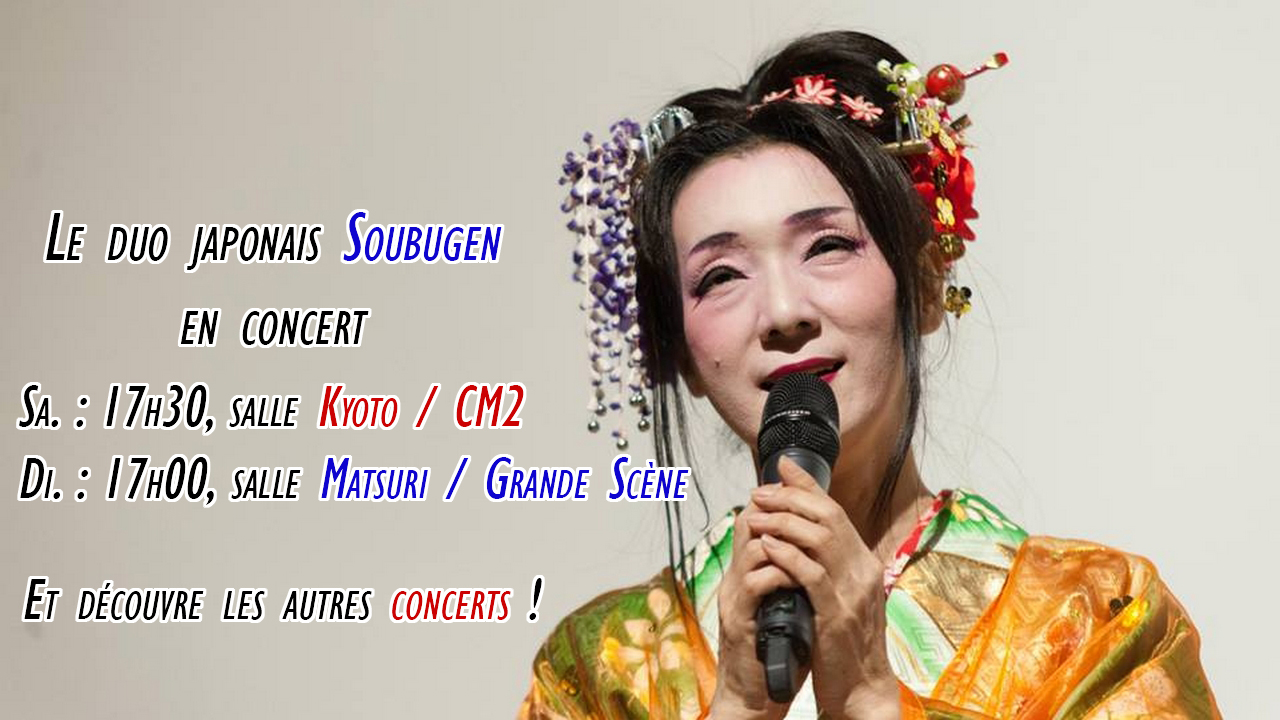 Le duo japonais Soubugen
en concert
Sa. : 17h30, salle Kyoto / CM2
Di. : 17h00, salle Matsuri / Grande Scène
Et découvre les autres concerts !